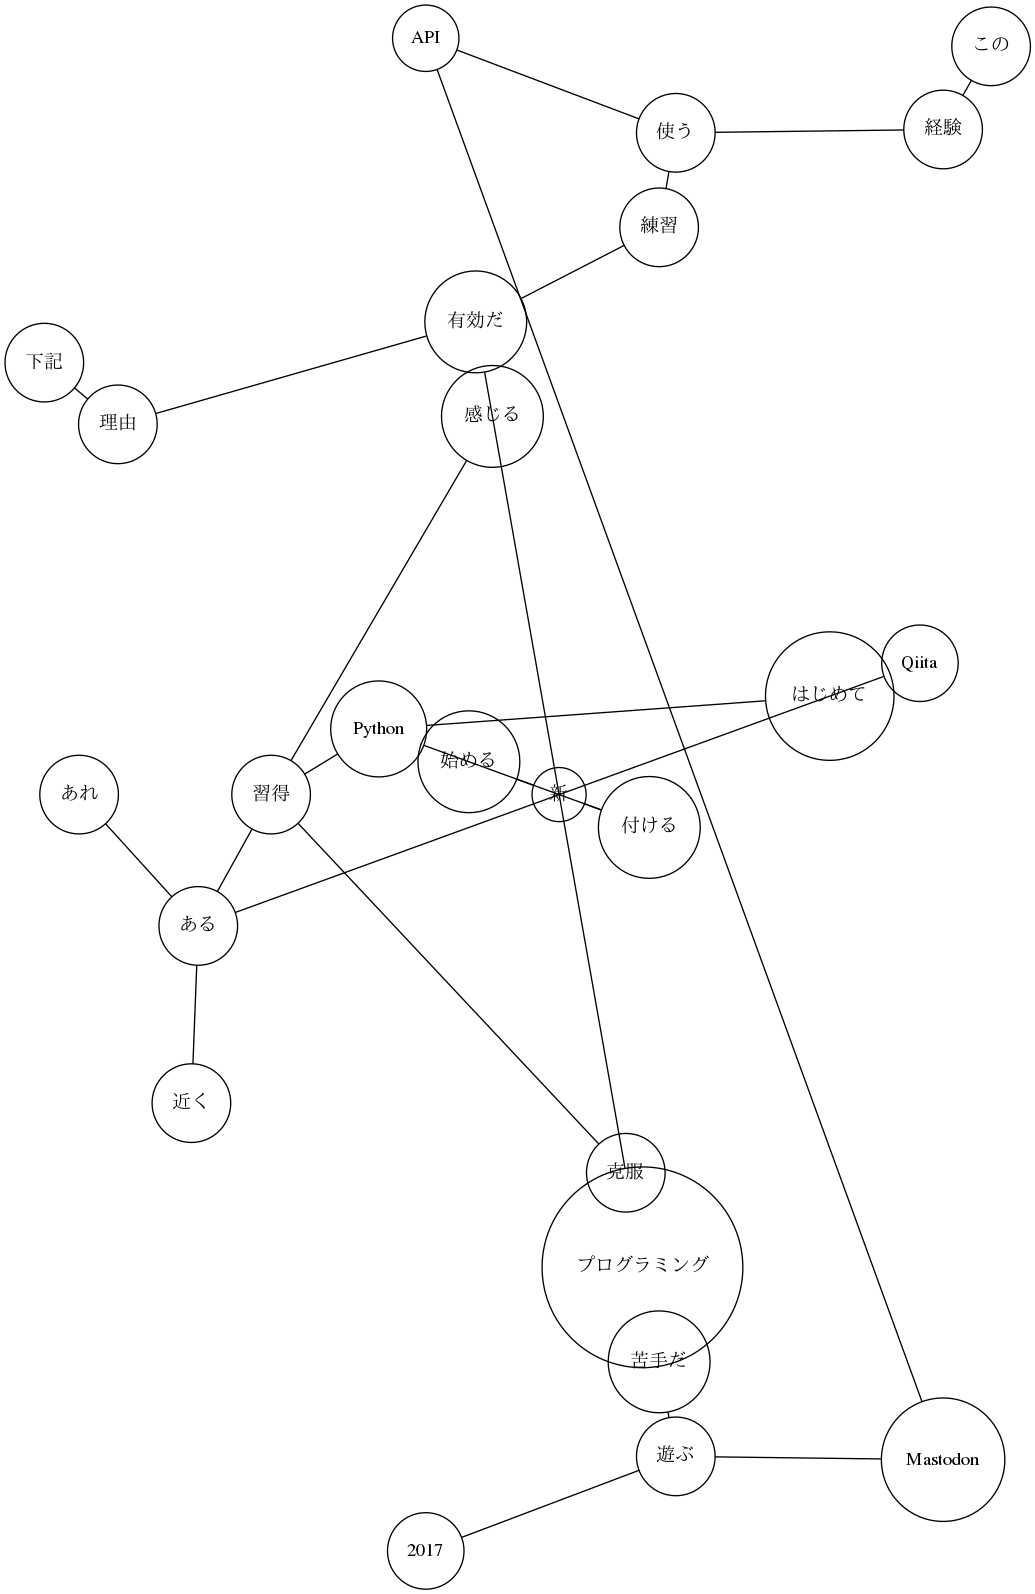 API
この
経験
使う
練習
有効だ
下記
感じる
理由
Qiita
はじめて
Python
始める
あれ
習得
新
付ける
ある
近く
克服
プログラミング
苦手だ
遊ぶ
Mastodon
2017